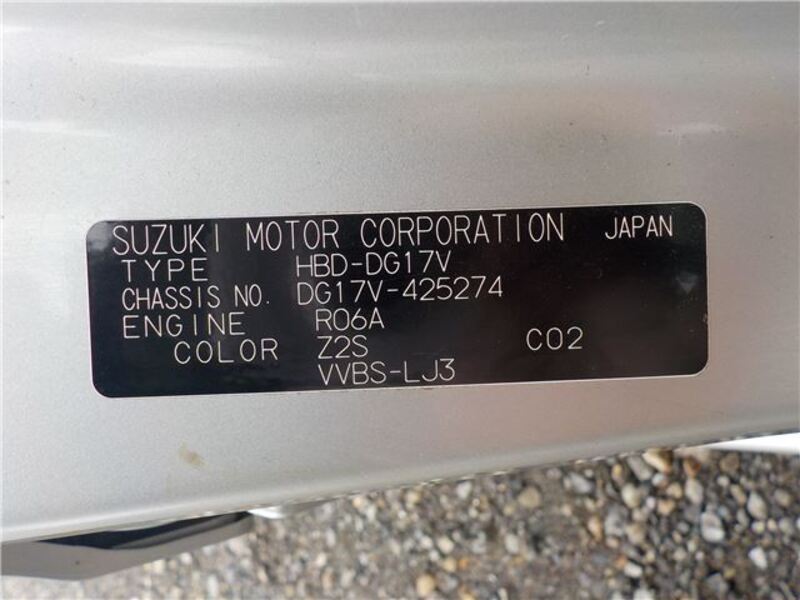 SUZUKI MOTOR CORPORATION JAPAN
TYPE HBD-DG17V
CHASSIS NO. DG17V-425274
ENGINE R06A
COLOR Z2S C02
VVBS-LJ3